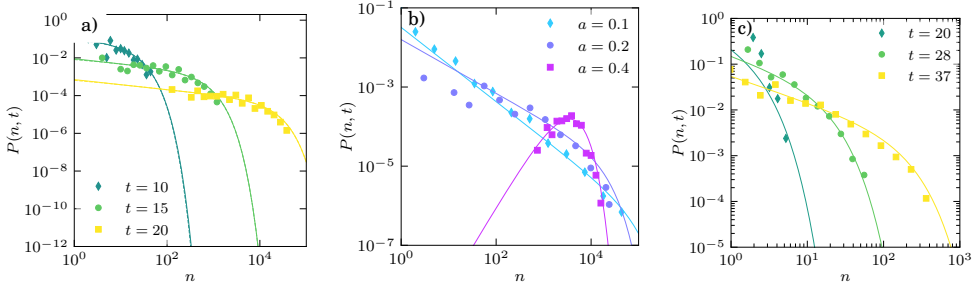 a)
10^0
10^-2
10^-4
10^-6
10^-8
10^-10
10^-12
P(n, t)
t = 10
t = 15
t = 20
10^0
10^2
10^4
n
b)
10^-1
10^-3
10^-5
10^-7
P(n, t)
a = 0.1
a = 0.2
a = 0.4
10^0
10^2
10^4
n
c)
10^0
10^-1
10^-2
10^-3
10^-4
10^-5
P(n, t)
t = 20
t = 28
t = 37
10^0
10^1
10^2
10^3
n